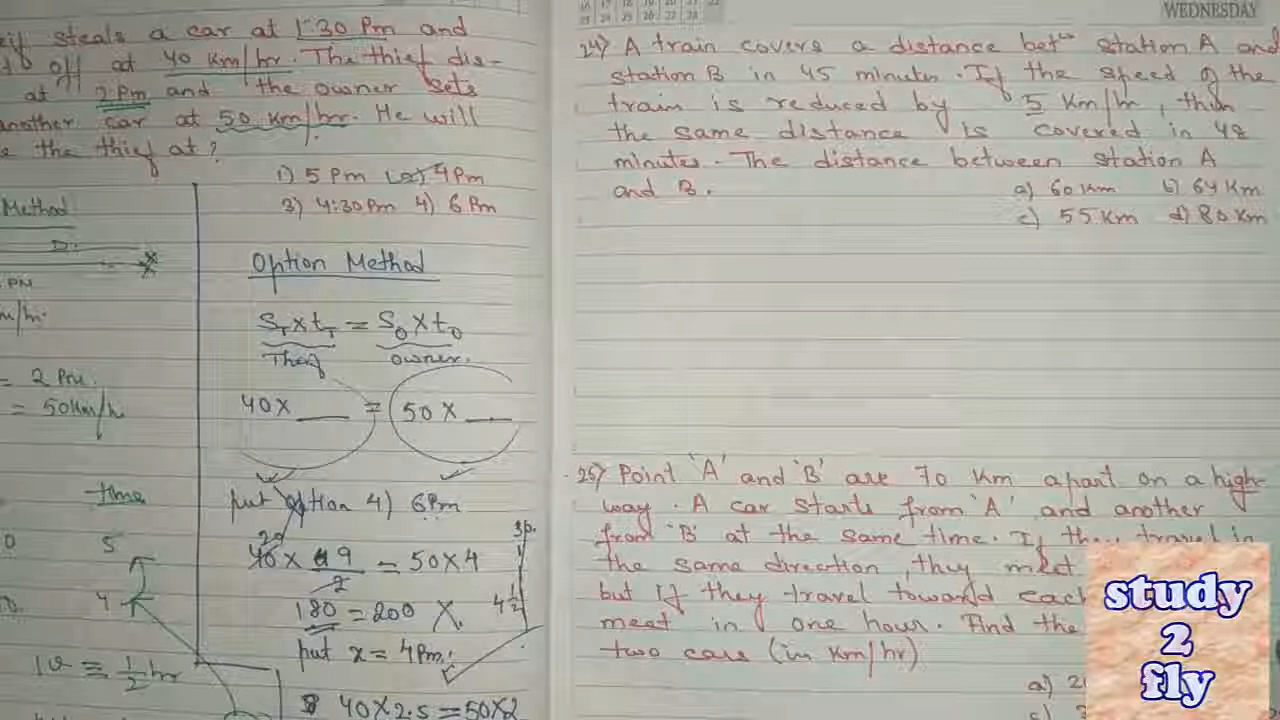 steals a car at 1:30 Pm and
off at 40 Km/hr. The thief dis-
at 2 Pm and the owner sets
another car at 50 km/hr. He will
the thief at?
1) 5 Pm (2) 4 Pm
3) 4:30 Pm 4) 6 Pm
Method
D.
PM
= 2 Pm.
= 50Km/h
time
5
4
10 = 1/2 hr
Option Method
S_T × t_T = S_O × t_O
Theif owner.
40 × ___ = 50 × ___
put option 4) 6 Pm
40 × 9/2 = 50 × 4
20
180 = 200 X.
4 1/2
put x = 4 Pm.
40 × 2.5 = 50 × 2
WEDNESDAY
24) A train covers a distance betn station A and
station B in 45 minutes. If the speed of the
train is reduced by 5 Km/h, then
the same distance is covered in 48
minutes. The distance between station A
and B.
a) 60 Km b) 64 Km
c) 55 Km d) 80 Km
25) Point 'A' and 'B' are 70 Km apart on a high-
way. A car starts from 'A' and another
from 'B' at the same time. If they travel in
the same direction, they meet
but if they travel toward each
meet in one hour. Find the
two cars (in Km/hr)
a)
c)
study
2
fly